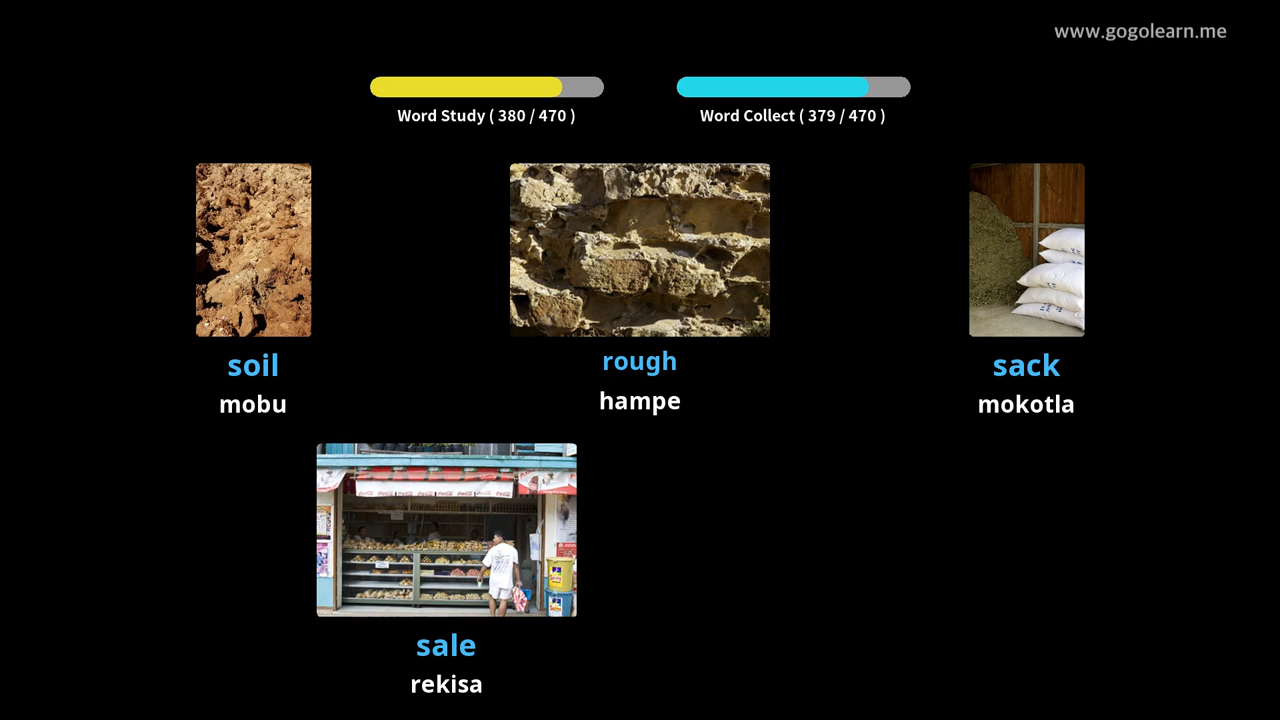 www.gogolearn.me
Word Study ( 380 / 470 )
Word Collect ( 379 / 470 )
soil
mobu
rough
hampe
sack
mokotla
sale
rekisa